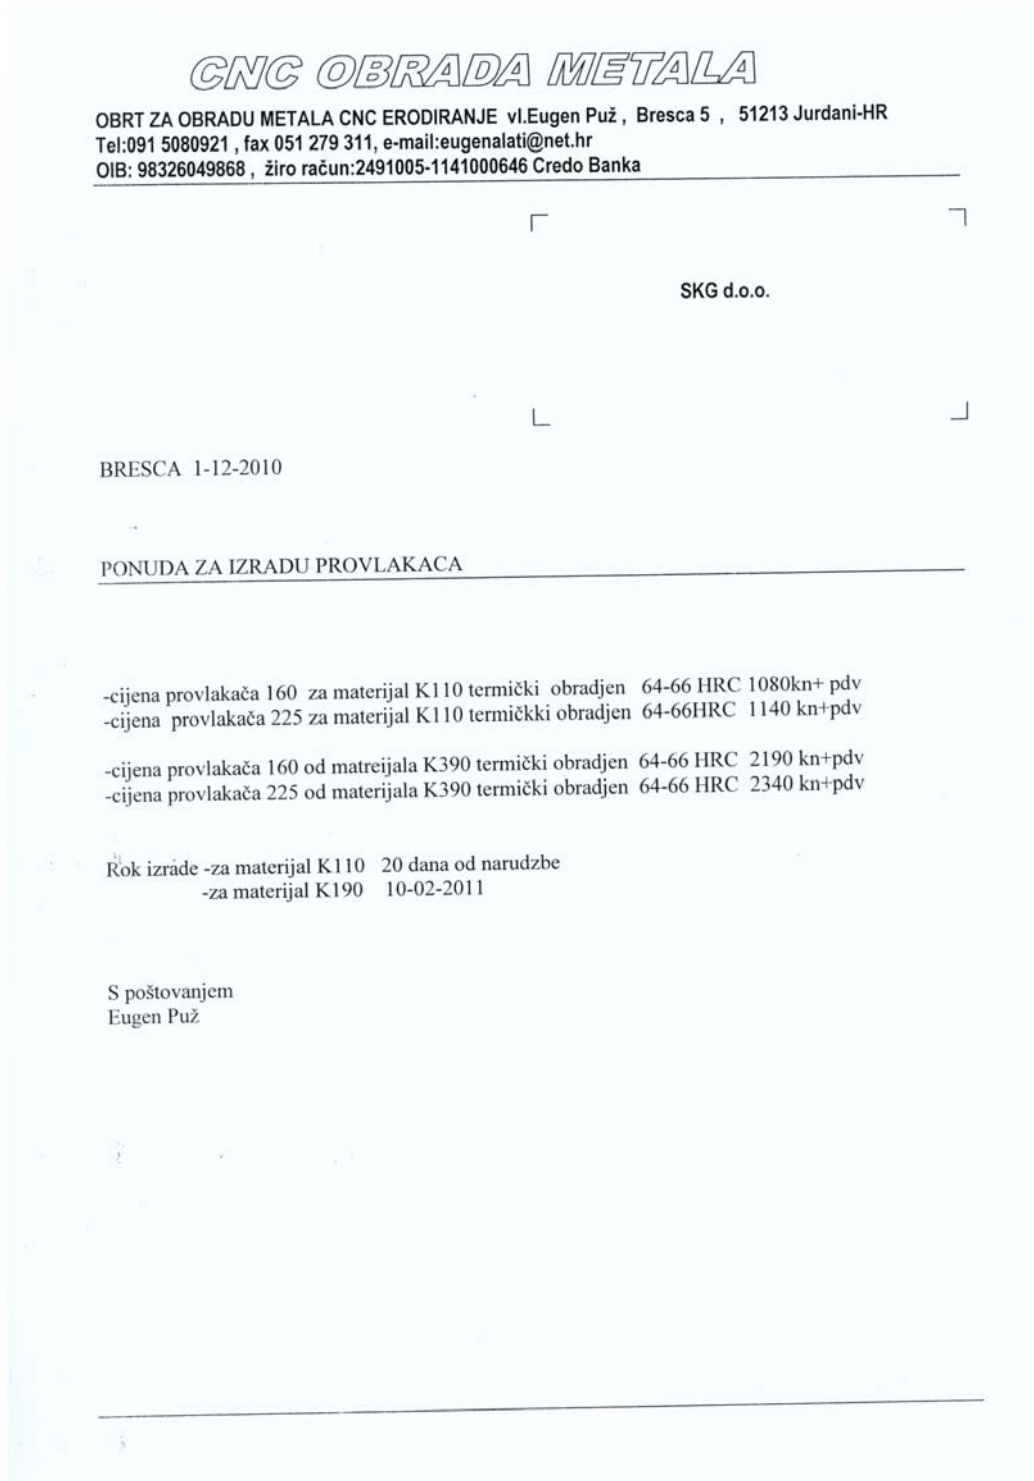 CNC OBRADA METALA
OBRT ZA OBRADU METALA CNC ERODIRANJE vl.Eugen Puž , Bresca 5 , 51213 Jurdani-HR
Tel:091 5080921 , fax 051 279 311, e-mail:eugenalati@net.hr
OIB: 98326049868 , žiro račun:2491005-1141000646 Credo Banka
SKG d.o.o.
BRESCA 1-12-2010
PONUDA ZA IZRADU PROVLAKACA
-cijena provlakača 160 za materijal K110 termički obradjen 64-66 HRC 1080kn+ pdv
-cijena provlakača 225 za materijal K110 termičkki obradjen 64-66HRC 1140 kn+pdv
-cijena provlakača 160 od matreijala K390 termički obradjen 64-66 HRC 2190 kn+pdv
-cijena provlakača 225 od materijala K390 termički obradjen 64-66 HRC 2340 kn+pdv
Rok izrade -za materijal K110 20 dana od narudzbe
-za materijal K190 10-02-2011
S poštovanjem
Eugen Puž